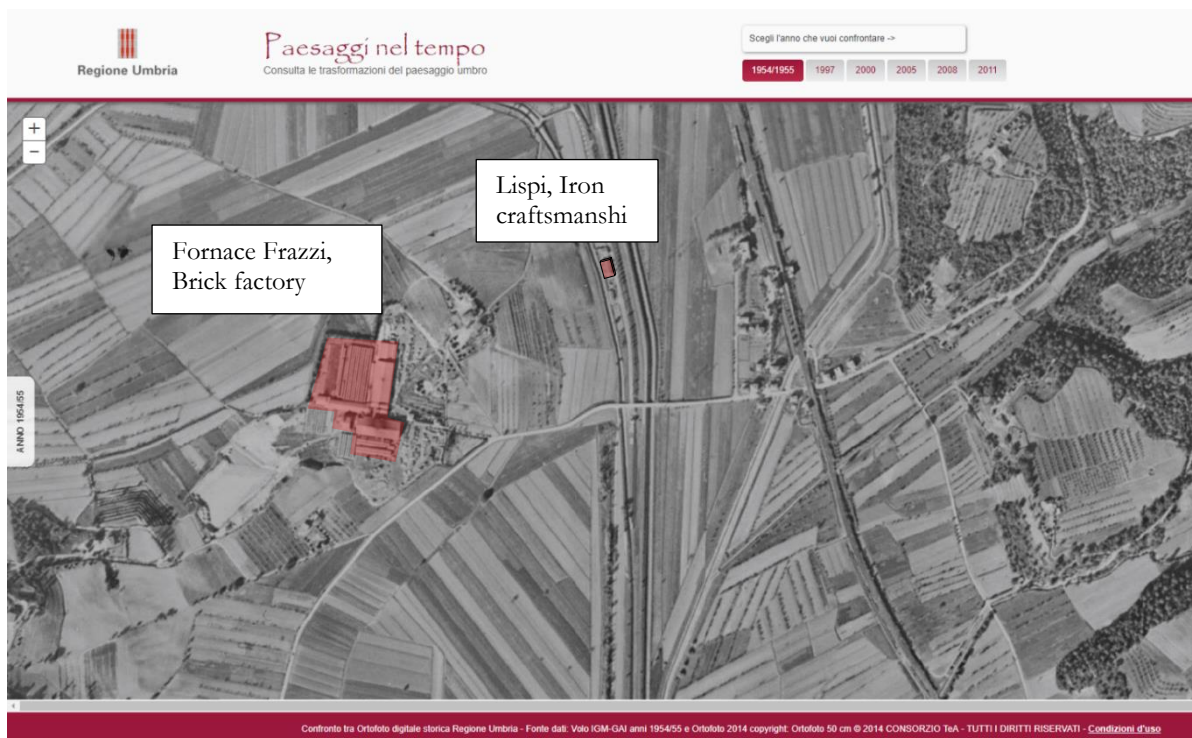 Regione Umbria
Paesaggi nel tempo
Consulta le trasformazioni del paesaggio umbro
Scegli l'anno che vuoi confrontare ->
1954/1955 1997 2000 2005 2008 2011
+
−
Lispi, Iron
craftsmanshi
Fornace Frazzi,
Brick factory
ANNO 1954/55
Confronto tra Ortofoto digitale storica Regione Umbria - Fonte dati: Volo IGM-GAI anni 1954/55 e Ortofoto 2014 copyright: Ortofoto 50 cm © 2014 CONSORZIO TeA - TUTTI I DIRITTI RISERVATI - Condizioni d'uso